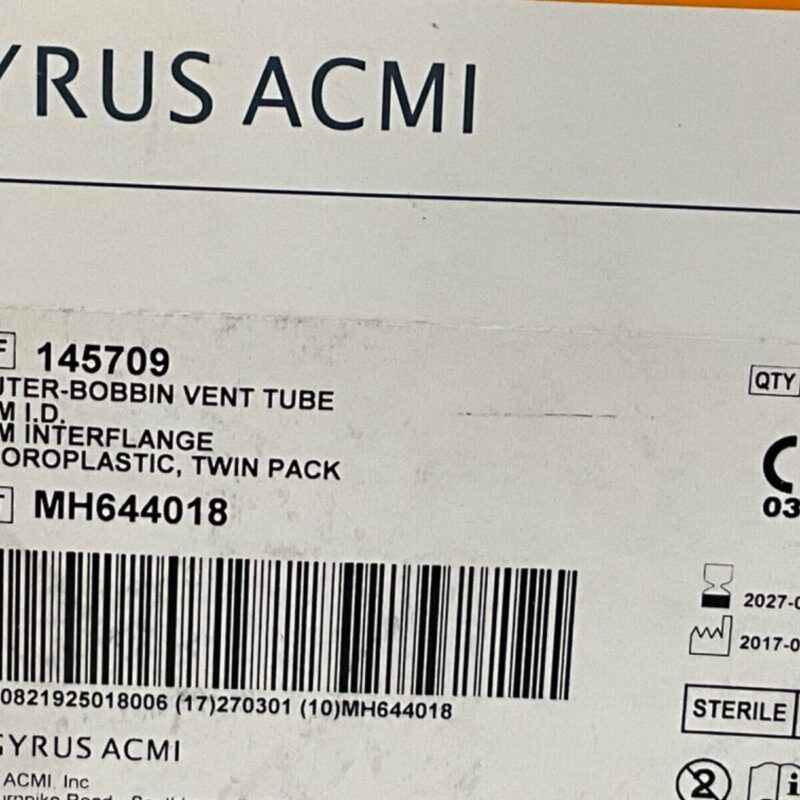 YRUS ACMI
145709
UTER-BOBBIN VENT TUBE
M I.D.
M INTERFLANGE
OROPLASTIC, TWIN PACK
MH644018
QTY
C
03
2027-0
2017-0
0821925018006 (17)270301 (10)MH644018
STERILE
GYRUS ACMI
ACMI, Inc
2
i